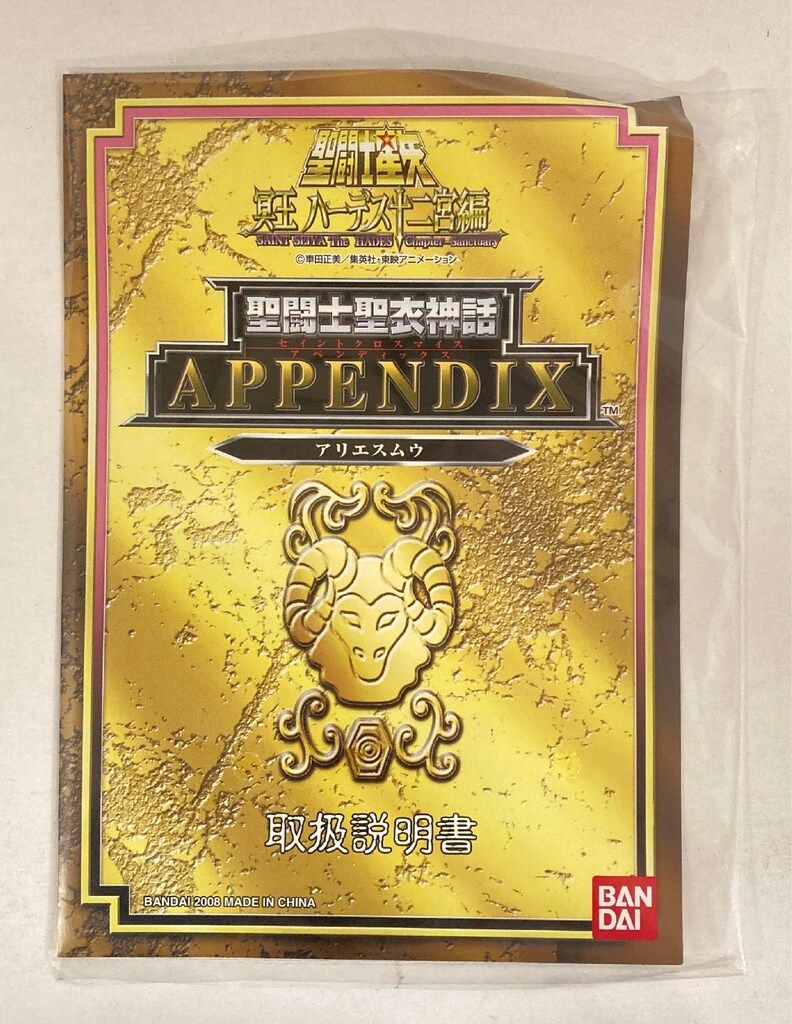 聖闘士星矢
冥王 ハーデス十二宮編
SAINT SEIYA The HADES Chapter-Sanctuary
©車田正美／集英社・東映アニメーション
聖闘士聖衣神話
セイントクロスマイス
アペンディックス
APPENDIX
TM
アリエスムウ
取扱説明書
BANDAI 2008 MADE IN CHINA
BAN
DAI